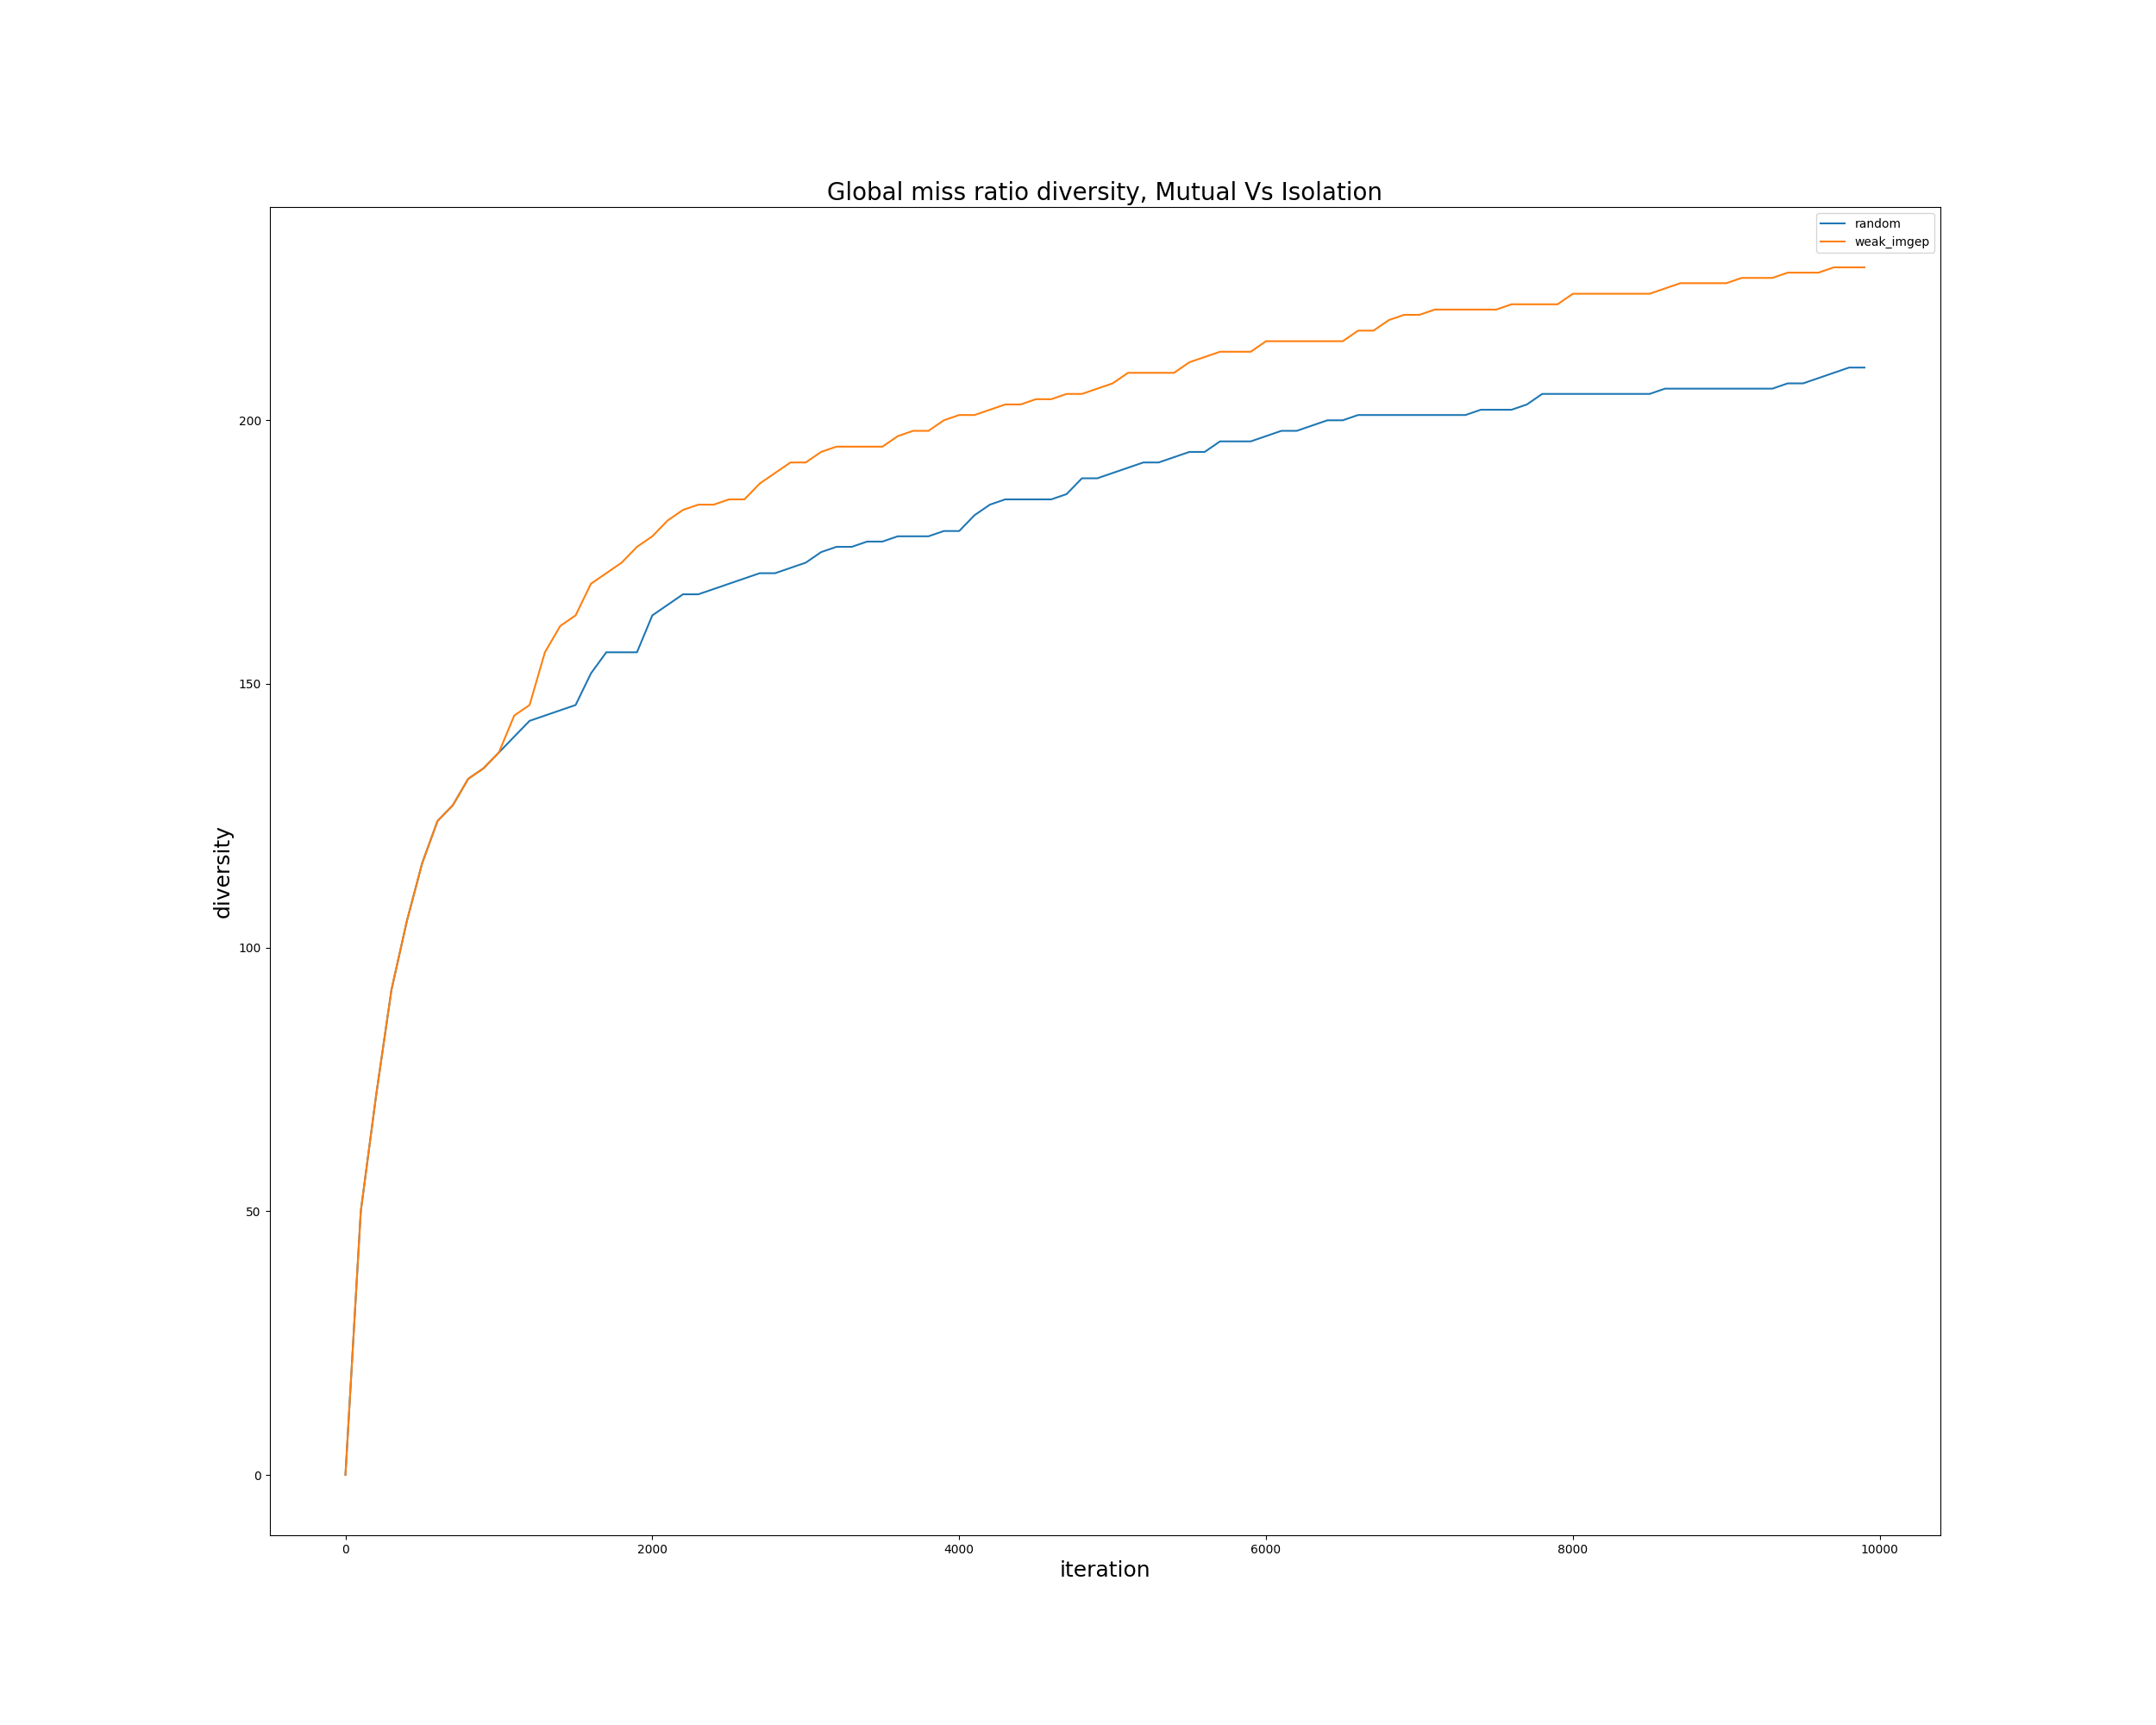 Global miss ratio diversity, Mutual Vs Isolation
random
weak_imgep
200
150
100
50
0
diversity
0 2000 4000 6000 8000 10000
iteration